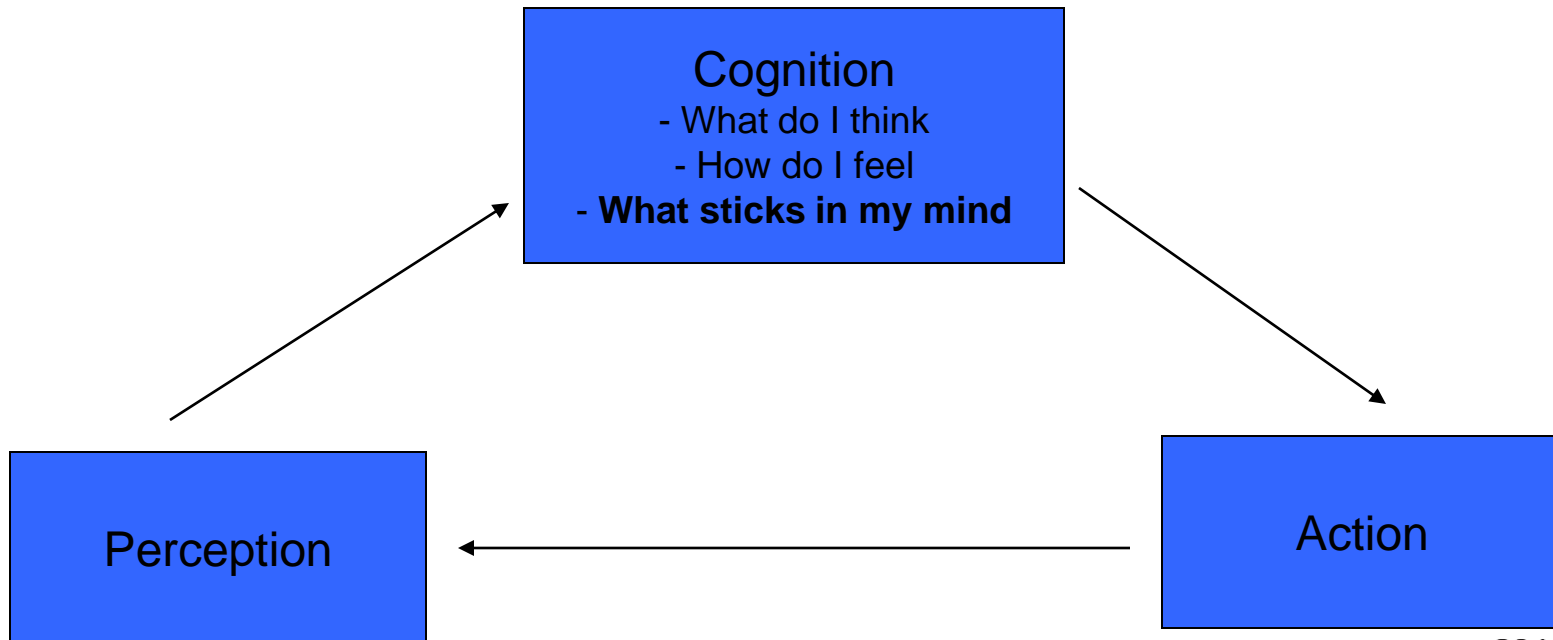 Cognition
- What do I think
- How do I feel
- What sticks in my mind
Perception
Action